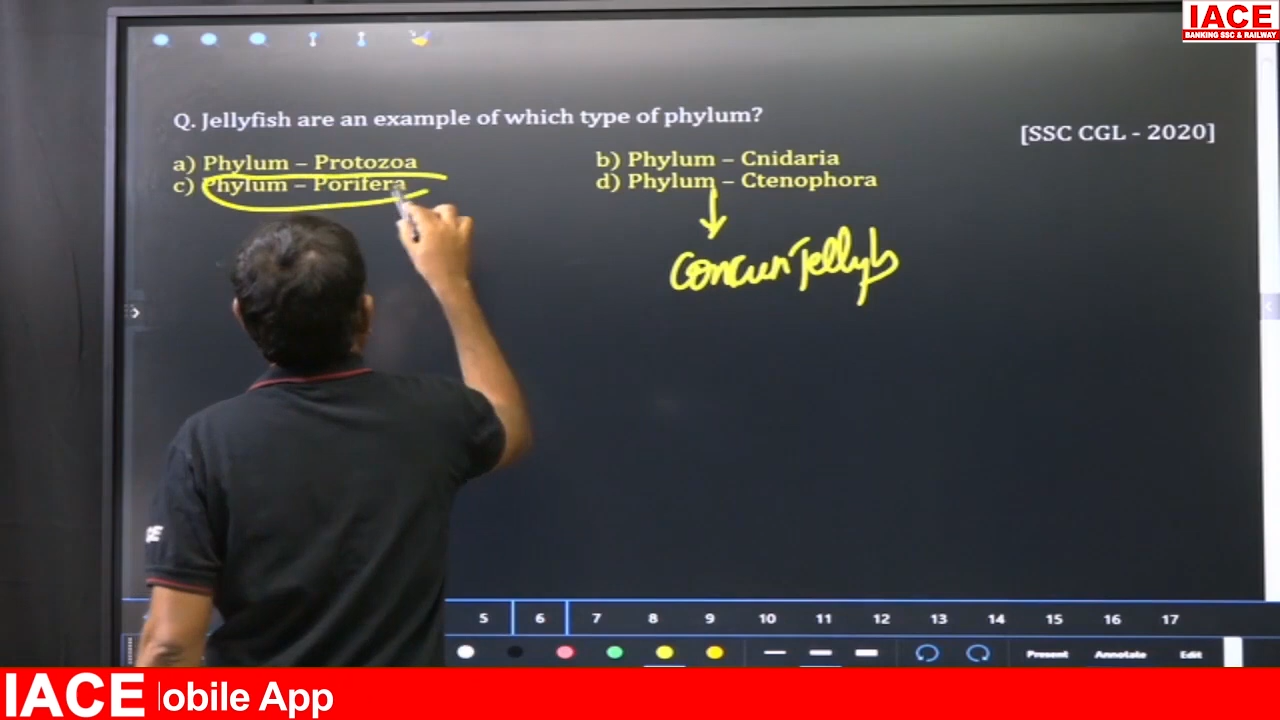 IACE
BANKING SSC & RAILWAY
Q. Jellyfish are an example of which type of phylum?
[SSC CGL - 2020]
a) Phylum – Protozoa
b) Phylum – Cnidaria
c) Phylum – Porifera
d) Phylum – Ctenophora
5 6 7 8 9 10 11 12 13 14 15 16 17
Present Annotate Edit
IACE obile App